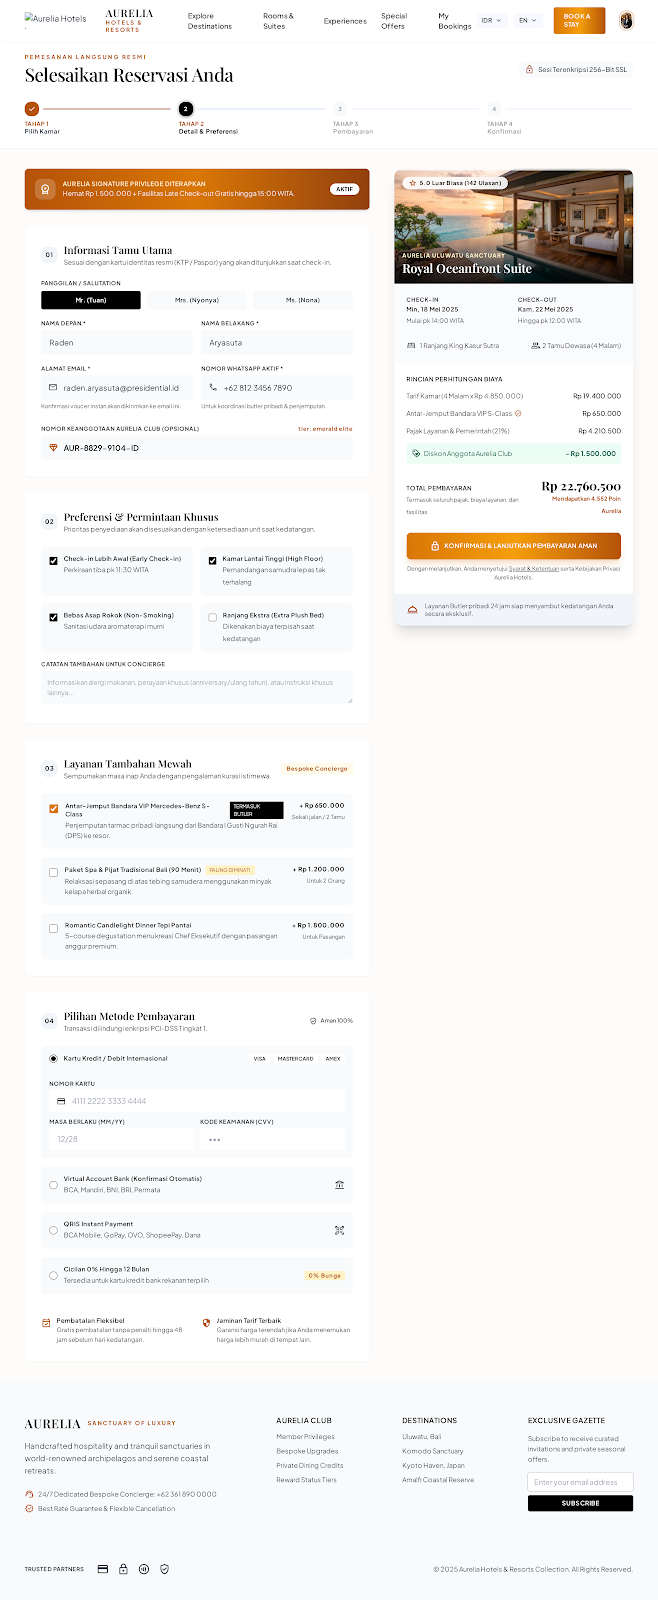 Aurelia Hotels
AURELIA
HOTELS & RESORTS
Explore Destinations
Rooms & Suites
Experiences
Special Offers
My Bookings
IDR
EN
BOOK A STAY
PEMESANAN LANGSUNG RESMI
Selesaikan Reservasi Anda
Sesi Terenkripsi 256-Bit SSL
TAHAP 1
Pilih Kamar
2
TAHAP 2
Detail & Preferensi
3
TAHAP 3
Pembayaran
4
TAHAP 4
Konfirmasi
AURELIA SIGNATURE PRIVILEGE DITERAPKAN
Hemat Rp 1.500.000 + Fasilitas Late Check-out Gratis hingga 15:00 WITA.
AKTIF
01
Informasi Tamu Utama
Sesuai dengan kartu identitas resmi (KTP / Paspor) yang akan ditunjukkan saat check-in.
PANGGILAN / SALUTATION
Mr. (Tuan)
Mrs. (Nyonya)
Ms. (Nona)
NAMA DEPAN *
NAMA BELAKANG *
Raden
Aryasuta
ALAMAT EMAIL *
NOMOR WHATSAPP AKTIF *
raden.aryasuta@presidential.id
+62 812 3456 7890
Konfirmasi voucer instan akan dikirimkan ke email ini.
Untuk koordinasi butler pribadi & penjemputan.
NOMOR KEANGGOTAAN AURELIA CLUB (OPSIONAL)
tier: emerald elite
AUR-8829-9104-ID
02
Preferensi & Permintaan Khusus
Prioritas penyediaan akan disesuaikan dengan ketersediaan unit saat kedatangan.
Check-in Lebih Awal (Early Check-in)
Perkiraan tiba pk 11:30 WITA
Kamar Lantai Tinggi (High Floor)
Pemandangan samudra lepas tak terhalang
Bebas Asap Rokok (Non-Smoking)
Sanitasi udara aromaterapi murni
Ranjang Ekstra (Extra Plush Bed)
Dikenakan biaya terpisah saat kedatangan
CATATAN TAMBAHAN UNTUK CONCIERGE
Informasikan alergi makanan, perayaan khusus (anniversary/ulang tahun), atau instruksi khusus
lainnya...
03
Layanan Tambahan Mewah
Sempurnakan masa inap Anda dengan pengalaman kurasi istimewa.
Bespoke Concierge
Antar-Jemput Bandara VIP Mercedes-Benz S-Class
TERMASUK BUTLER
+ Rp 650.000
Penjemputan tarmac pribadi langsung dari Bandara I Gusti Ngurah Rai (DPS) ke resor.
Sekali jalan / 2 Tamu
Paket Spa & Pijat Tradisional Bali (90 Menit)
PALING DIMINATI
+ Rp 1.200.000
Relaksasi sepasang di atas tebing samudera menggunakan minyak kelapa herbal organik.
Untuk 2 Orang
Romantic Candlelight Dinner Tepi Pantai
+ Rp 1.800.000
5-course degustation menu kreasi Chef Eksekutif dengan pasangan anggur premium.
Untuk Pasangan
04
Pilihan Metode Pembayaran
Transaksi dilindungi enkripsi PCI-DSS Tingkat 1.
Aman 100%
Kartu Kredit / Debit Internasional
VISA
MASTERCARD
AMEX
NOMOR KARTU
4111 2222 3333 4444
MASA BERLAKU (MM/YY)
KODE KEAMANAN (CVV)
12/28
•••
Virtual Account Bank (Konfirmasi Otomatis)
BCA, Mandiri, BNI, BRI, Permata
QRIS Instant Payment
BCA Mobile, GoPay, OVO, ShopeePay, Dana
Cicilan 0% Hingga 12 Bulan
Tersedia untuk kartu kredit bank rekanan terpilih
0% Bunga
Pembatalan Fleksibel
Gratis pembatalan tanpa penalti hingga 48 jam sebelum hari kedatangan.
Jaminan Tarif Terbaik
Garansi harga terendah jika Anda menemukan harga lebih murah di tempat lain.
5.0 Luar Biasa (142 Ulasan)
AURELIA ULUWATU SANCTUARY
Royal Oceanfront Suite
CHECK-IN
Min, 18 Mei 2025
Mulai pk 14:00 WITA
CHECK-OUT
Kam, 22 Mei 2025
Hingga pk 12:00 WITA
1 Ranjang King Kasur Sutra
2 Tamu Dewasa (4 Malam)
RINCIAN PERHITUNGAN BIAYA
Tarif Kamar (4 Malam x Rp 4.850.000)
Rp 19.400.000
Antar-Jemput Bandara VIP S-Class
Rp 650.000
Pajak Layanan & Pemerintah (21%)
Rp 4.210.500
Diskon Anggota Aurelia Club
- Rp 1.500.000
TOTAL PEMBAYARAN
Rp 22.760.500
Termasuk seluruh pajak, biaya layanan, dan fasilitas
Mendapatkan 4.552 Poin Aurelia
KONFIRMASI & LANJUTKAN PEMBAYARAN AMAN
Dengan melanjutkan, Anda menyetujui Syarat & Ketentuan serta Kebijakan Privasi
Aurelia Hotels.
Layanan Butler pribadi 24 jam siap menyambut kedatangan Anda secara eksklusif.
AURELIA
SANCTUARY OF LUXURY
Handcrafted hospitality and tranquil sanctuaries in
world-renowned archipelagos and serene coastal
retreats.
24/7 Dedicated Bespoke Concierge: +62 361 890 0000
Best Rate Guarantee & Flexible Cancellation
AURELIA CLUB
Member Privileges
Bespoke Upgrades
Private Dining Credits
Reward Status Tiers
DESTINATIONS
Uluwatu, Bali
Komodo Sanctuary
Kyoto Haven, Japan
Amalfi Coastal Reserve
EXCLUSIVE GAZETTE
Subscribe to receive curated
invitations and private seasonal
offers.
Enter your email address
SUBSCRIBE
TRUSTED PARTNERS
© 2025 Aurelia Hotels & Resorts Collection. All Rights Reserved.